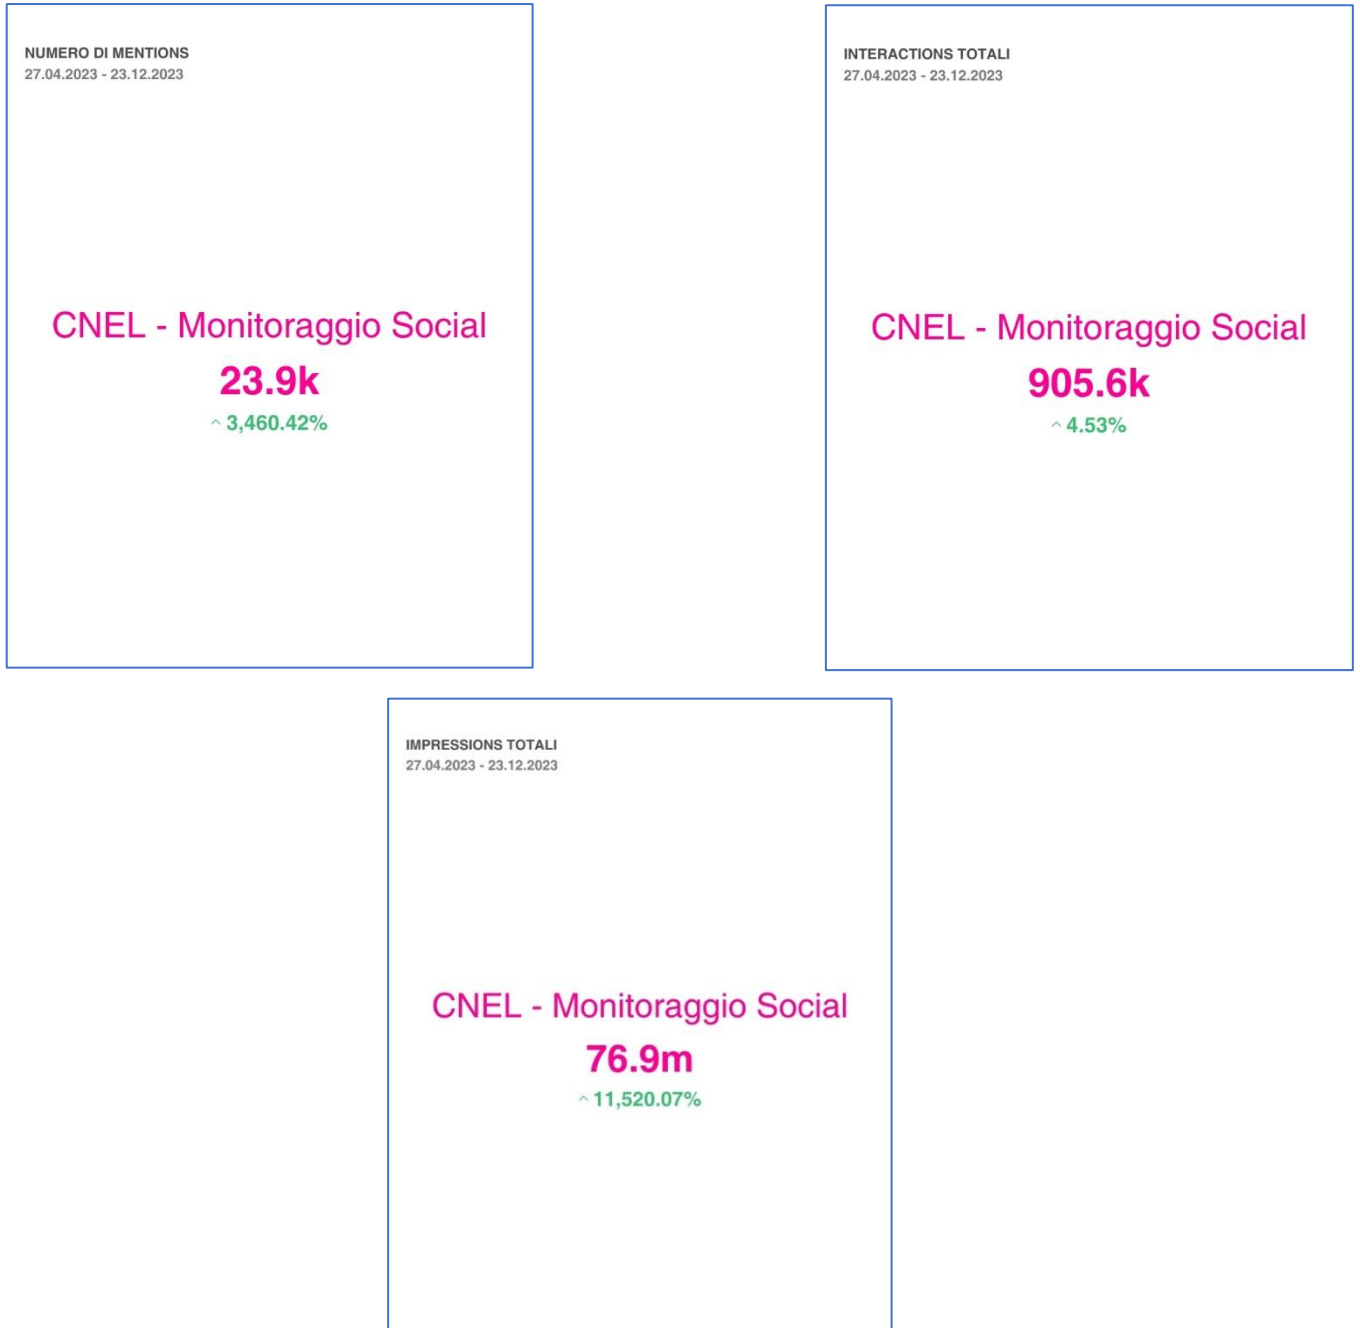 NUMERO DI MENTIONS
27.04.2023 - 23.12.2023
CNEL - Monitoraggio Social
23.9k
^ 3,460.42%
INTERACTIONS TOTALI
27.04.2023 - 23.12.2023
CNEL - Monitoraggio Social
905.6k
^ 4.53%
IMPRESSIONS TOTALI
27.04.2023 - 23.12.2023
CNEL - Monitoraggio Social
76.9m
^ 11,520.07%